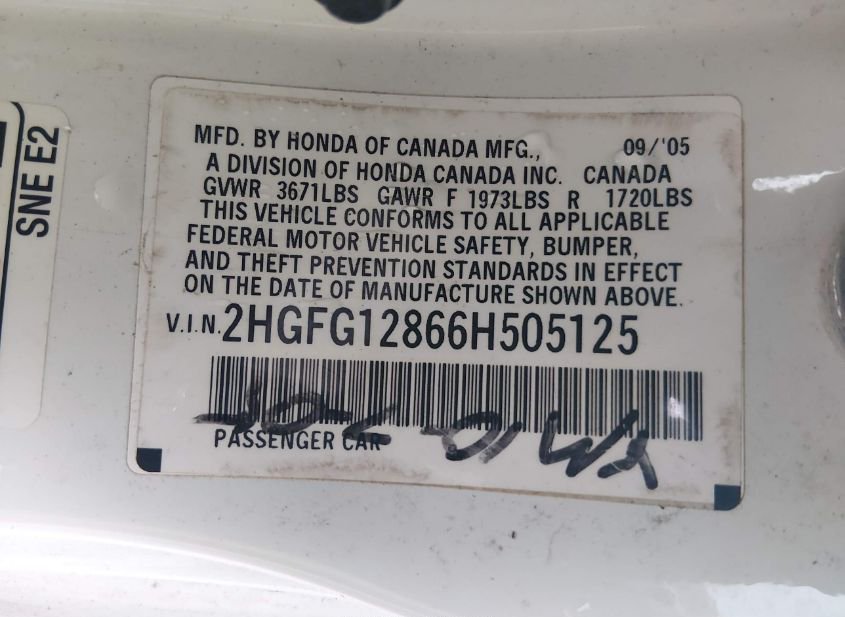 SNE E2
MFD. BY HONDA OF CANADA MFG., 09/'05
A DIVISION OF HONDA CANADA INC. CANADA
GVWR 3671LBS GAWR F 1973LBS R 1720LBS
THIS VEHICLE CONFORMS TO ALL APPLICABLE
FEDERAL MOTOR VEHICLE SAFETY, BUMPER,
AND THEFT PREVENTION STANDARDS IN EFFECT
ON THE DATE OF MANUFACTURE SHOWN ABOVE.
V.I.N. 2HGFG12866H505125
PASSENGER CAR